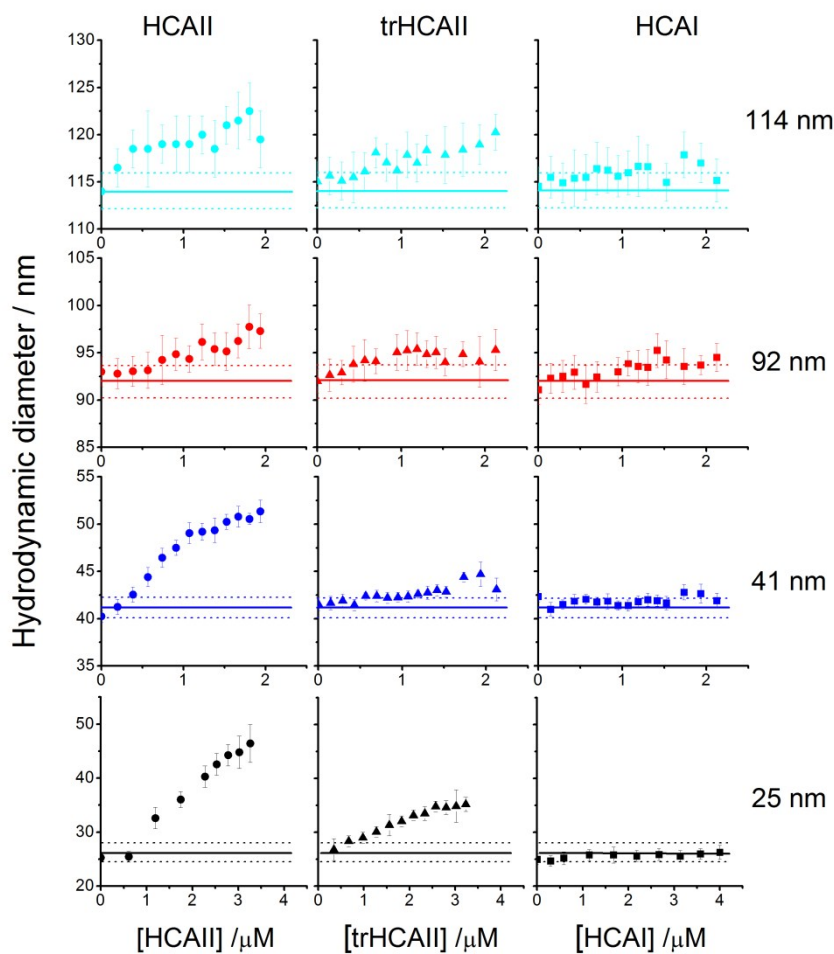 HCAII trHCAII HCAI
130
125
120
115
110
0 1 2 0 1 2 0 1 2
114 nm
105
100
95
90
85
0 1 2 0 1 2 0 1 2
92 nm
55
50
45
40
35
0 1 2 0 1 2 0 1 2
41 nm
50
40
30
20
0 1 2 3 4 0 1 2 3 4 0 1 2 3 4
25 nm
Hydrodynamic diameter / nm
[HCAII] /μM [trHCAII] /μM [HCAI] /μM